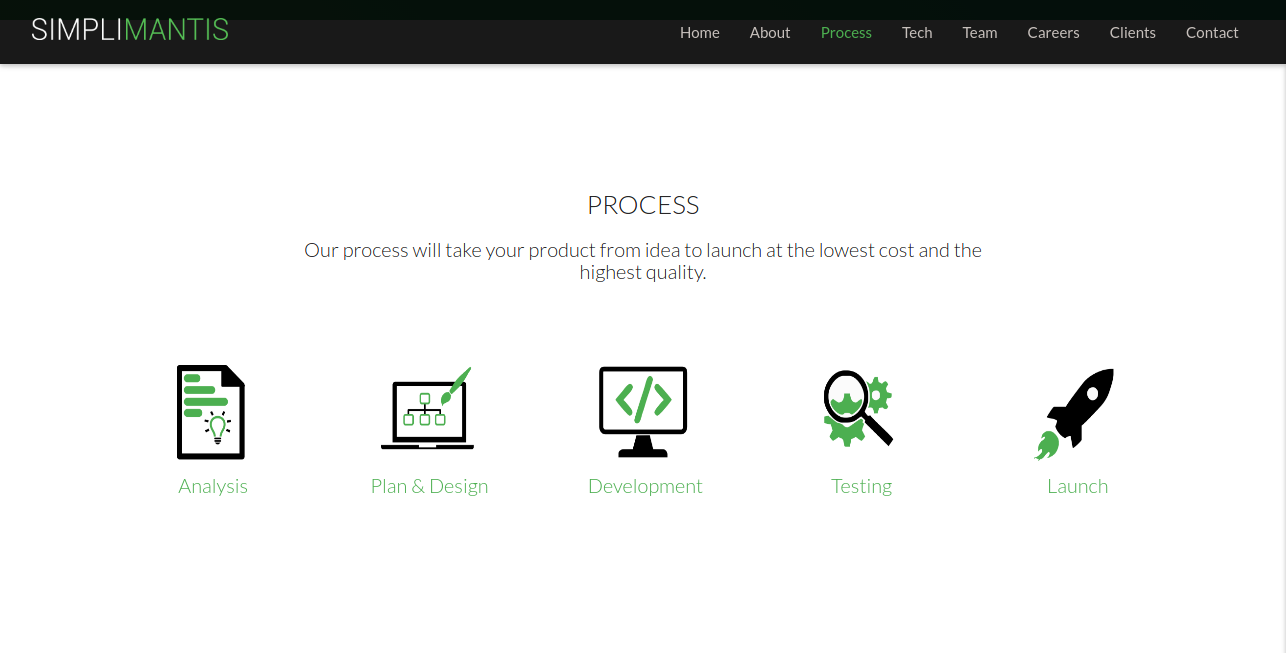 SIMPLIMANTIS
Home About Process Tech Team Careers Clients Contact
PROCESS
Our process will take your product from idea to launch at the lowest cost and the
highest quality.
</>
Analysis Plan & Design Development Testing Launch